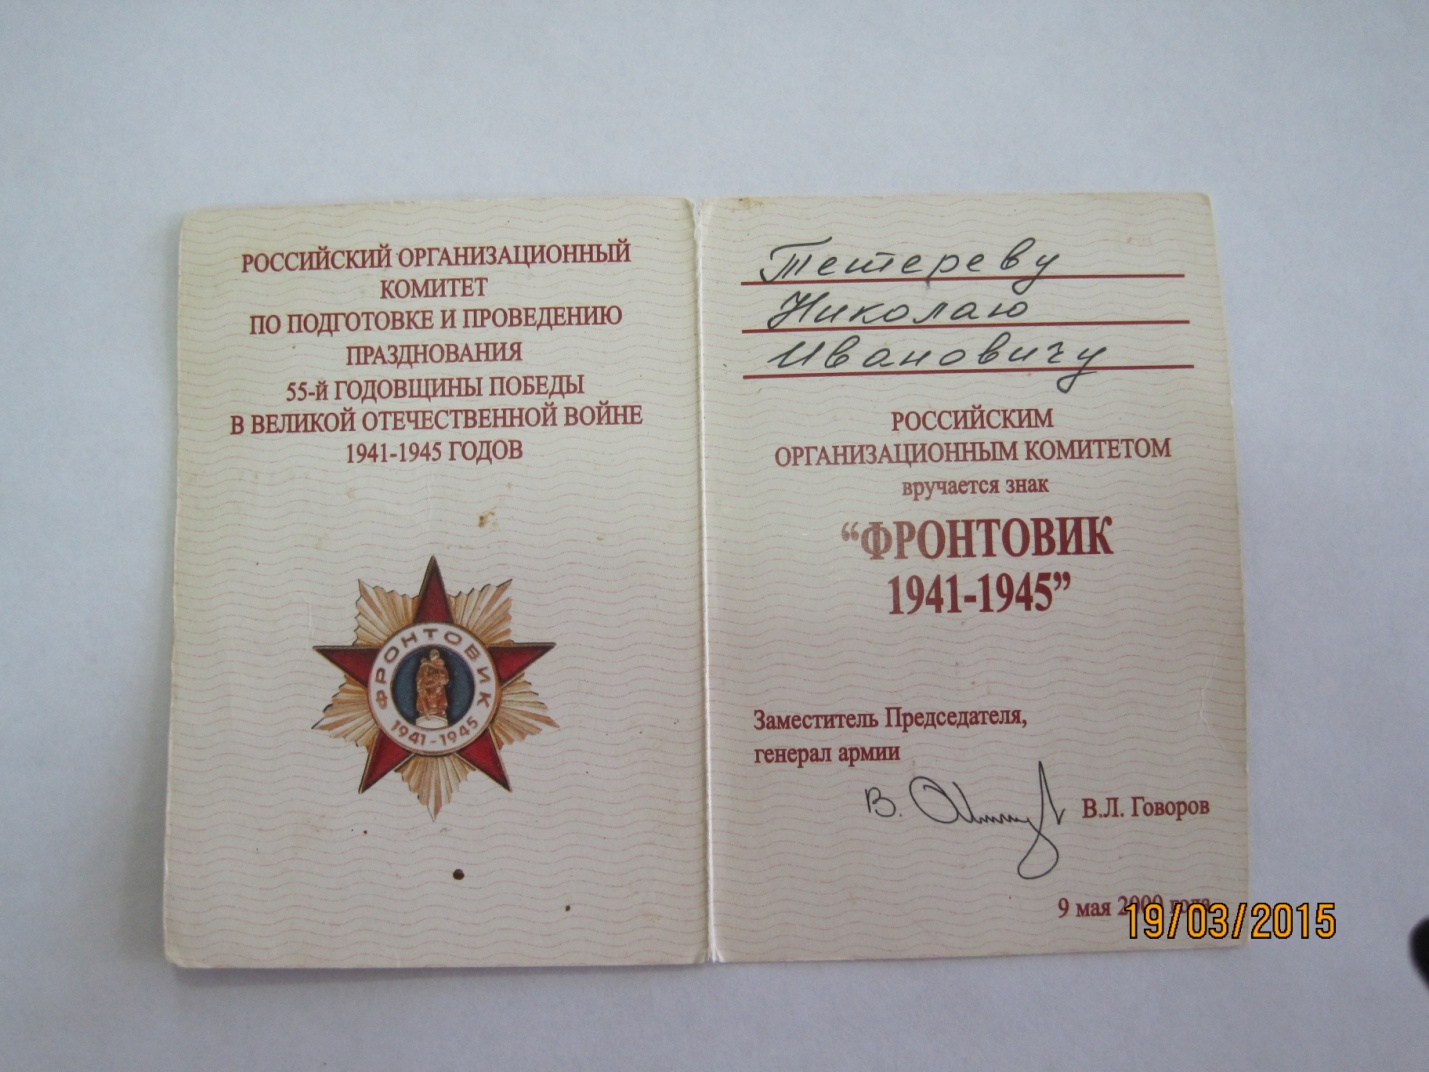 РОССИЙСКИЙ ОРГАНИЗАЦИОННЫЙ
КОМИТЕТ
ПО ПОДГОТОВКЕ И ПРОВЕДЕНИЮ
ПРАЗДНОВАНИЯ
55-й ГОДОВЩИНЫ ПОБЕДЫ
В ВЕЛИКОЙ ОТЕЧЕСТВЕННОЙ ВОЙНЕ
1941-1945 ГОДОВ
ФРОНТОВИК
1941-1945
Тетереву
Николаю
Ивановичу
РОССИЙСКИМ
ОРГАНИЗАЦИОННЫМ КОМИТЕТОМ
вручается знак
“ФРОНТОВИК
1941-1945”
Заместитель Председателя,
генерал армии
В. Л. Говоров
9 мая 2000 года
19/03/2015